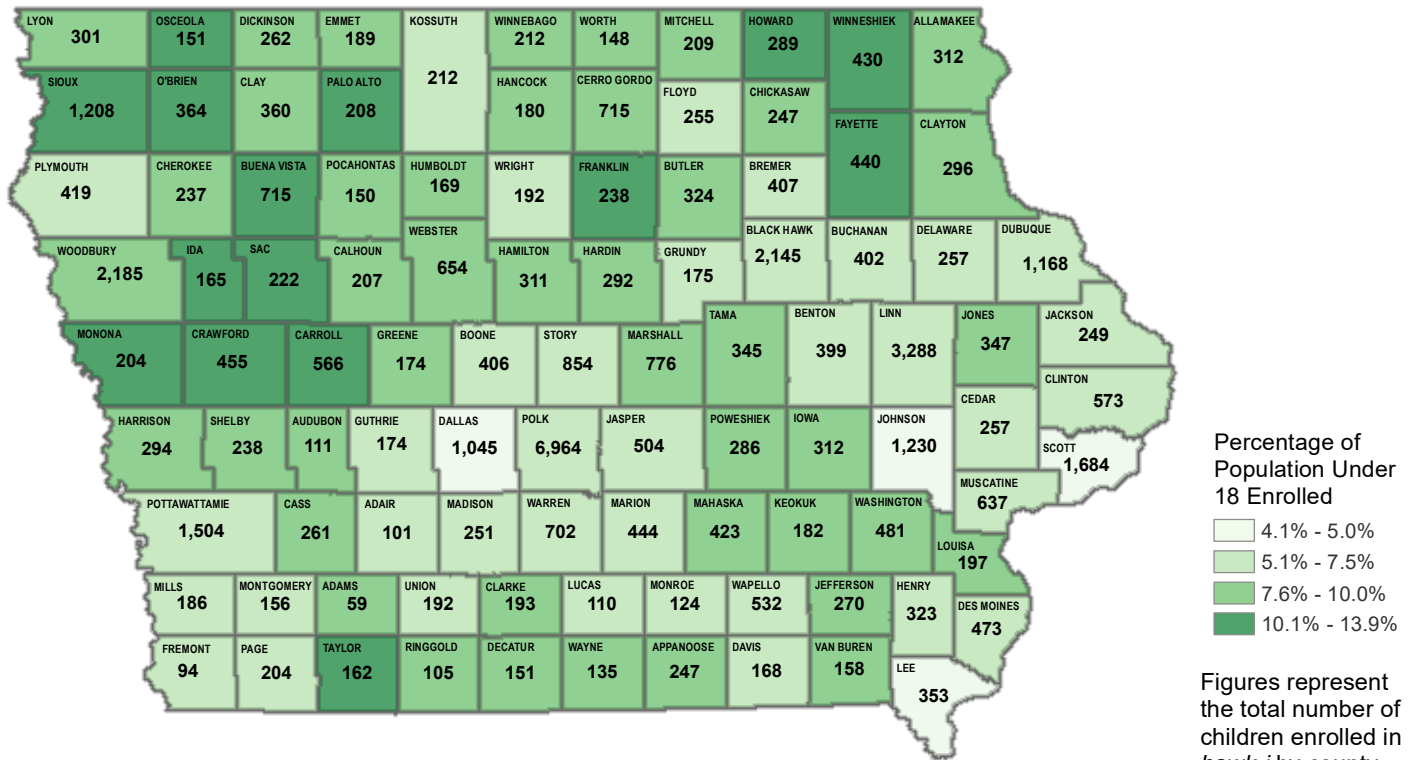 LYON
301
OSCEOLA
151
DICKINSON
262
EMMET
189
KOSSUTH
212
WINNEBAGO
212
WORTH
148
MITCHELL
209
HOWARD
289
WINNESHIEK
430
ALLAMAKEE
312
SIOUX
1,208
O'BRIEN
364
CLAY
360
PALO ALTO
208
HANCOCK
180
CERRO GORDO
715
FLOYD
255
CHICKASAW
247
FAYETTE
440
CLAYTON
296
PLYMOUTH
419
CHEROKEE
237
BUENA VISTA
715
POCAHONTAS
150
HUMBOLDT
169
WRIGHT
192
FRANKLIN
238
BUTLER
324
BREMER
407
WOODBURY
2,185
IDA
165
SAC
222
CALHOUN
207
WEBSTER
654
HAMILTON
311
HARDIN
292
GRUNDY
175
BLACK HAWK
2,145
BUCHANAN
402
DELAWARE
257
DUBUQUE
1,168
MONONA
204
CRAWFORD
455
CARROLL
566
GREENE
174
BOONE
406
STORY
854
MARSHALL
776
TAMA
345
BENTON
399
LINN
3,288
JONES
347
JACKSON
249
CLINTON
573
HARRISON
294
SHELBY
238
AUDUBON
111
GUTHRIE
174
DALLAS
1,045
POLK
6,964
JASPER
504
POWESHIEK
286
IOWA
312
JOHNSON
1,230
CEDAR
257
SCOTT
1,684
MUSCATINE
637
POTTAWATTAMIE
1,504
CASS
261
ADAIR
101
MADISON
251
WARREN
702
MARION
444
MAHASKA
423
KEOKUK
182
WASHINGTON
481
LOUISA
197
MILLS
186
MONTGOMERY
156
ADAMS
59
UNION
192
CLARKE
193
LUCAS
110
MONROE
124
WAPELLO
532
JEFFERSON
270
HENRY
323
DES MOINES
473
FREMONT
94
PAGE
204
TAYLOR
162
RINGGOLD
105
DECATUR
151
WAYNE
135
APPANOOSE
247
DAVIS
168
VAN BUREN
158
LEE
353
Percentage of
Population Under
18 Enrolled
4.1% - 5.0%
5.1% - 7.5%
7.6% - 10.0%
10.1% - 13.9%
Figures represent
the total number of
children enrolled in
hawk-i by county